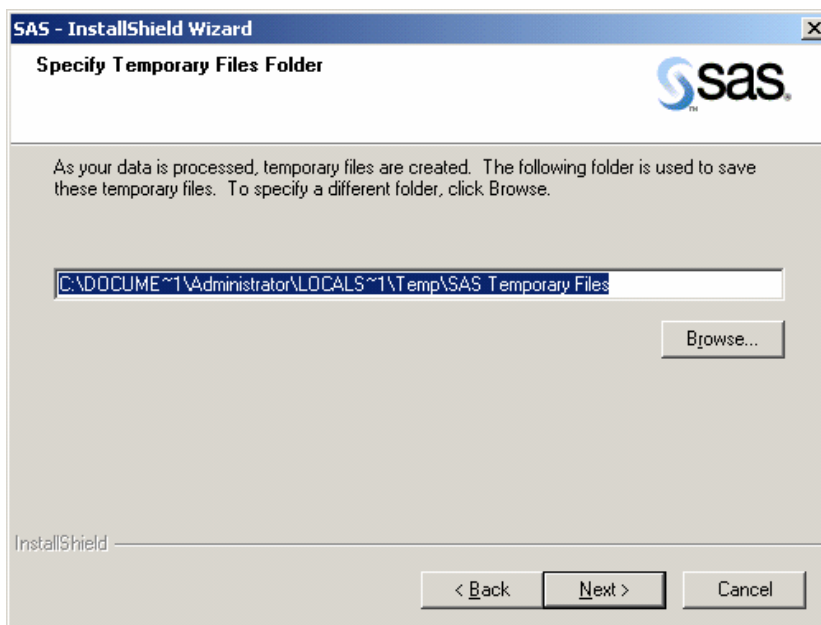 SAS - InstallShield Wizard
Specify Temporary Files Folder
sas.
TM
As your data is processed, temporary files are created.  The following folder is used to save
these temporary files.  To specify a different folder, click Browse.
C:\DOCUME~1\Administrator\LOCALS~1\Temp\SAS Temporary Files
Browse...
InstallShield
< Back
Next >
Cancel